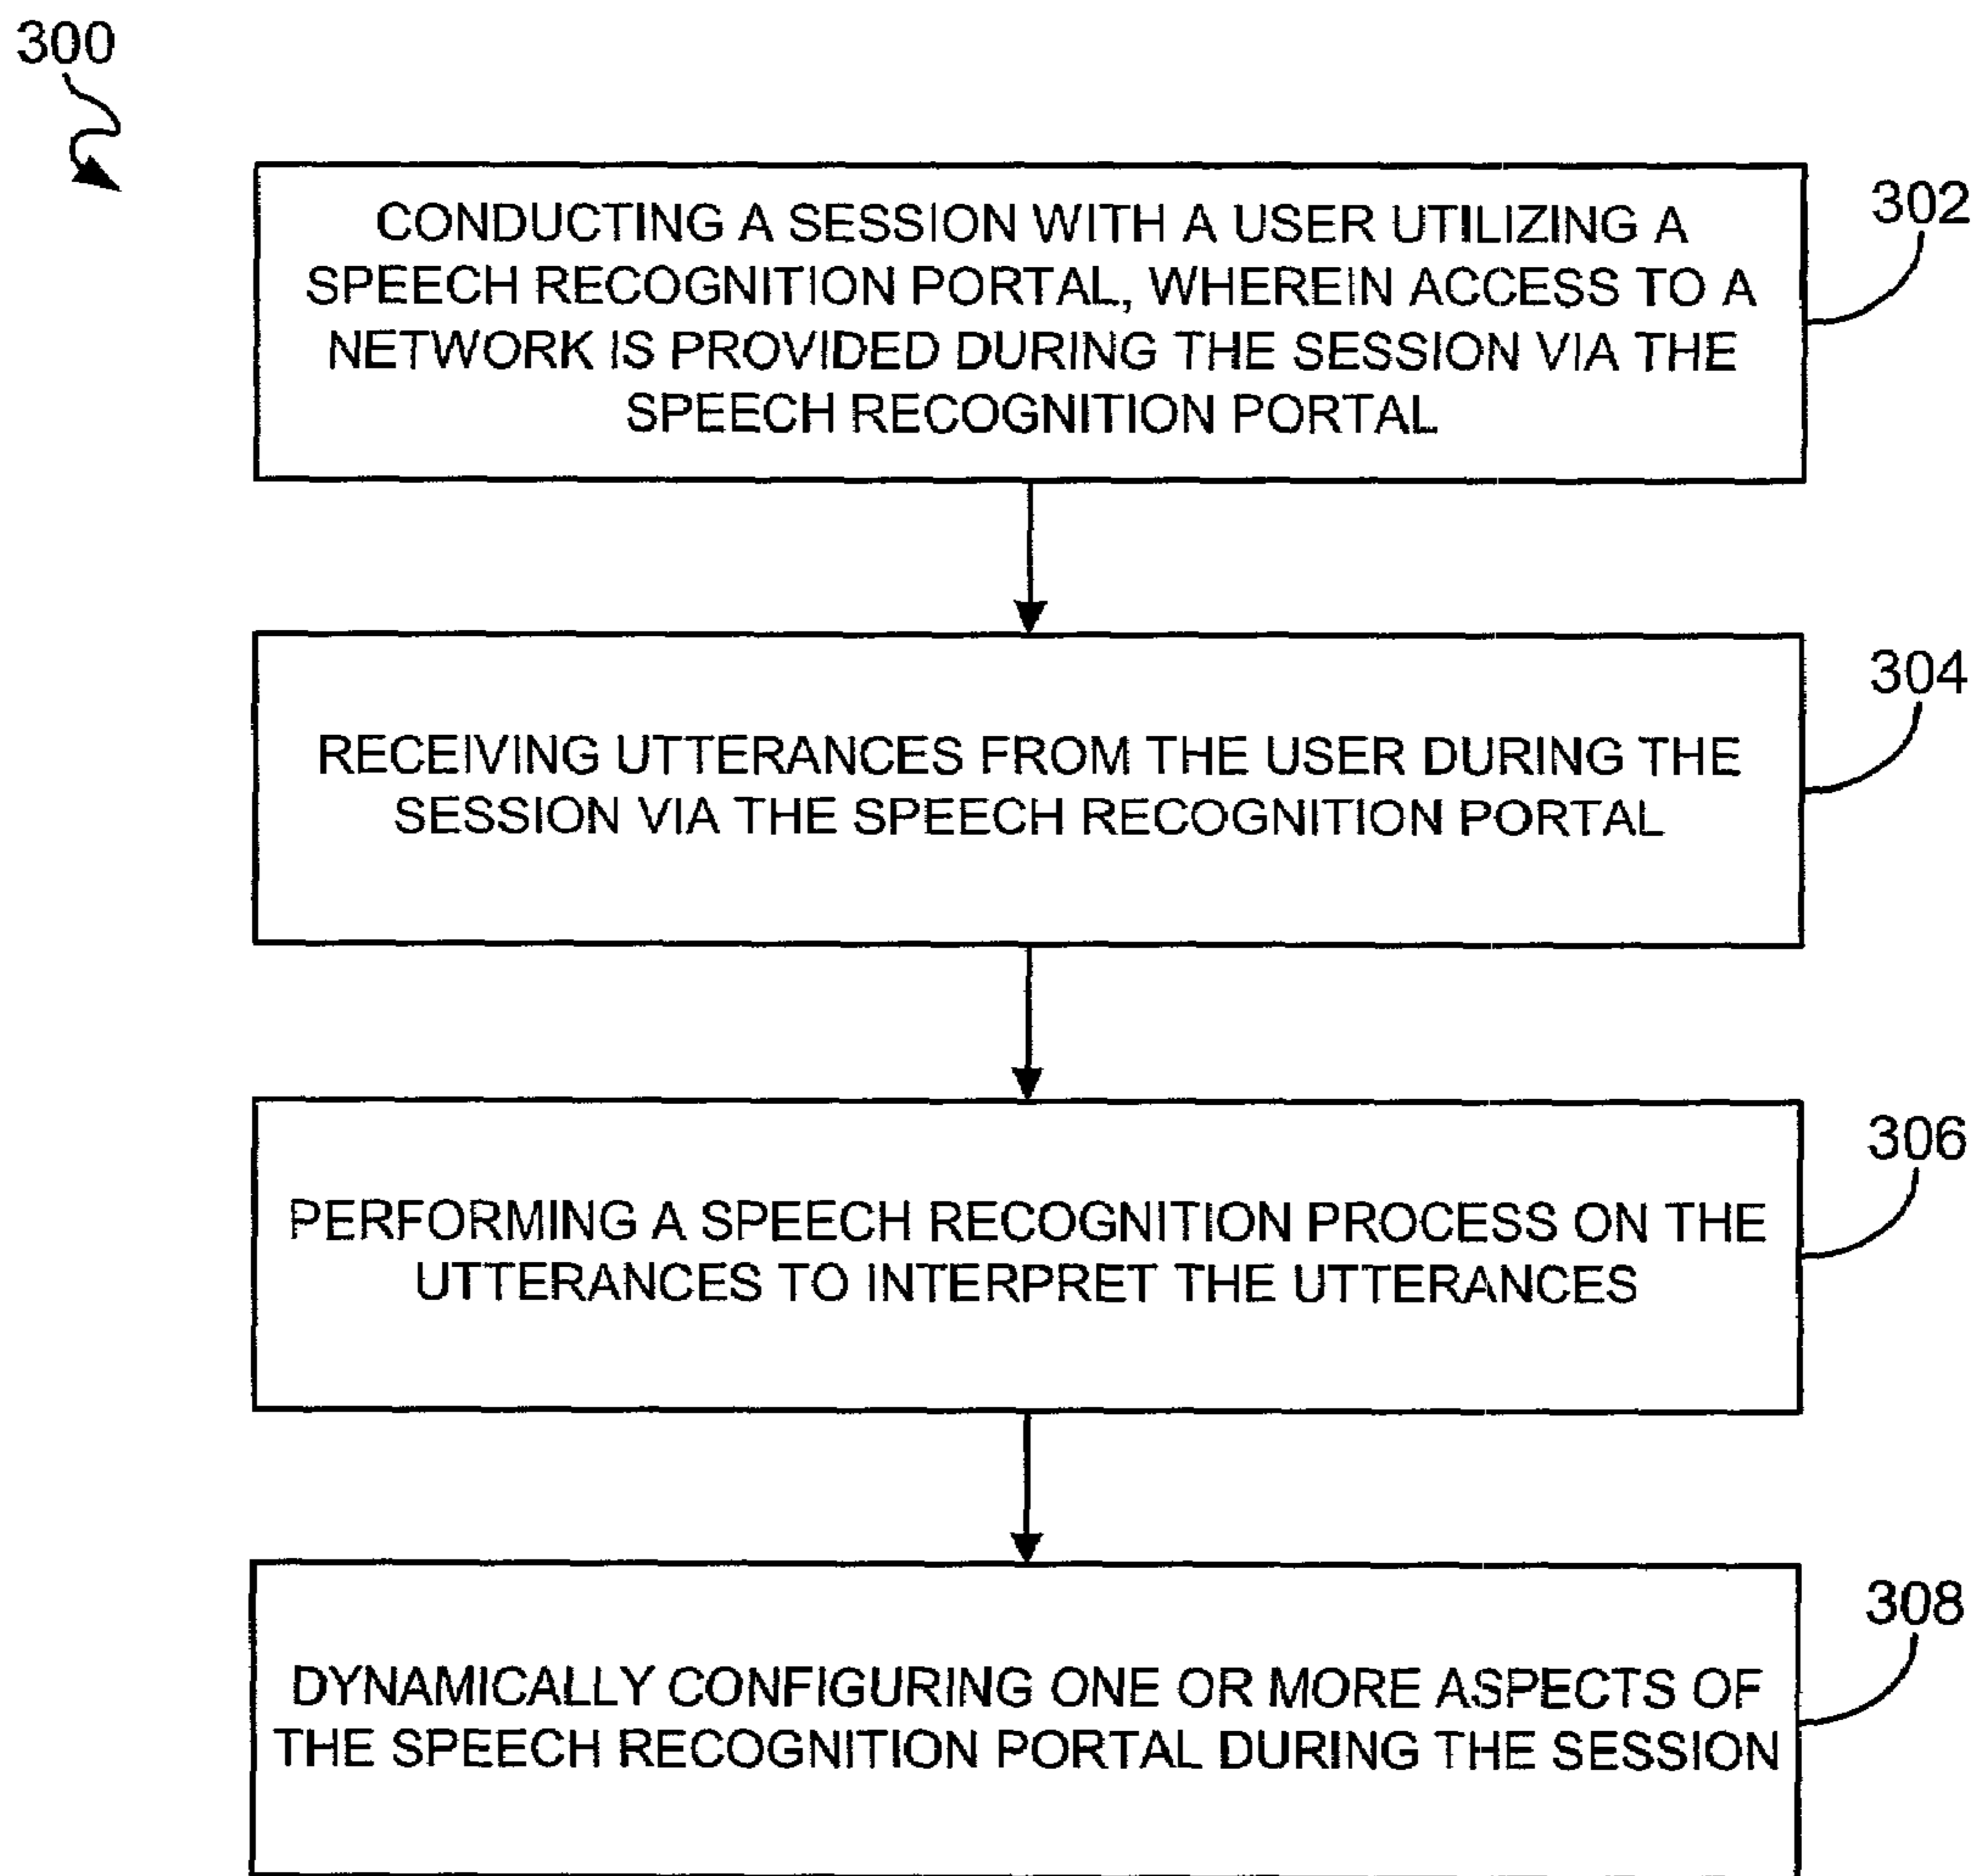 300
302
CONDUCTING A SESSION WITH A USER UTILIZING A
SPEECH RECOGNITION PORTAL, WHEREIN ACCESS TO A
NETWORK IS PROVIDED DURING THE SESSION VIA THE
SPEECH RECOGNITION PORTAL
304
RECEIVING UTTERANCES FROM THE USER DURING THE
SESSION VIA THE SPEECH RECOGNITION PORTAL
306
PERFORMING A SPEECH RECOGNITION PROCESS ON THE
UTTERANCES TO INTERPRET THE UTTERANCES
308
DYNAMICALLY CONFIGURING ONE OR MORE ASPECTS OF
THE SPEECH RECOGNITION PORTAL DURING THE SESSION